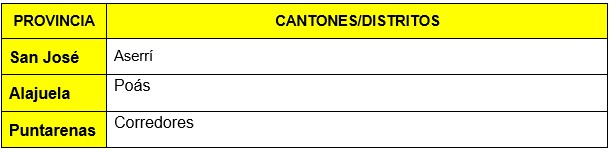 PROVINCIA CANTONES/DISTRITOS
San José Aserrí
Alajuela Poás
Puntarenas Corredores